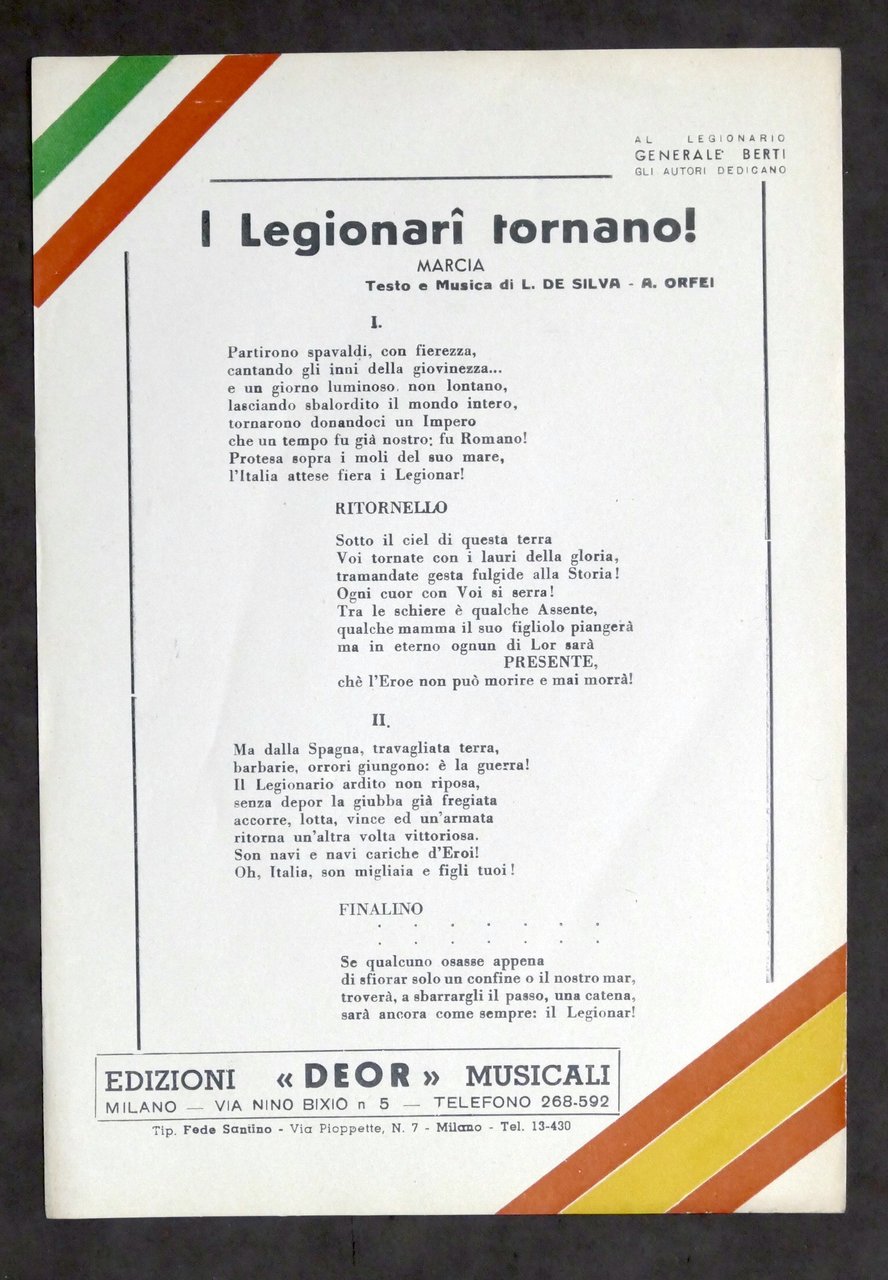 AL LEGIONARIO
GENERALE BERTI
GLI AUTORI DEDICANO
I Legionarî tornano!
MARCIA
Testo e Musica di L. DE SILVA - A. ORFEI
I.
Partirono spavaldi, con fierezza,
cantando gli inni della giovinezza...
e un giorno luminoso, non lontano,
lasciando sbalordito il mondo intero,
tornarono donandoci un Impero
che un tempo fu già nostro; fu Romano!
Protesa sopra i moli del suo mare,
l'Italia attese fiera i Legionar!
RITORNELLO
Sotto il ciel di questa terra
Voi tornate con i lauri della gloria,
tramandate gesta fulgide alla Storia!
Ogni cuor con Voi si serra!
Tra le schiere è qualche Assente,
qualche mamma il suo figliolo piangerà
ma in eterno ognun di Lor sarà
PRESENTE,
chè l'Eroe non può morire e mai morrà!
II.
Ma dalla Spagna, travagliata terra,
barbarie, orrori giungono: è la guerra!
Il Legionario ardito non riposa,
senza depor la giubba già fregiata
accorre, lotta, vince ed un'armata
ritorna un'altra volta vittoriosa.
Son navi e navi cariche d'Eroi!
Oh, Italia, son migliaia e figli tuoi!
FINALINO
. . . . . . .
. . . . . . .
Se qualcuno osasse appena
di sfiorar solo un confine o il nostro mar,
troverà, a sbarrargli il passo, una catena,
sarà ancora come sempre: il Legionar!
EDIZIONI « DEOR » MUSICALI
MILANO — VIA NINO BIXIO n 5 — TELEFONO 268-592
Tip. Fede Santino - Via Pioppette, N. 7 - Milano - Tel. 13-430